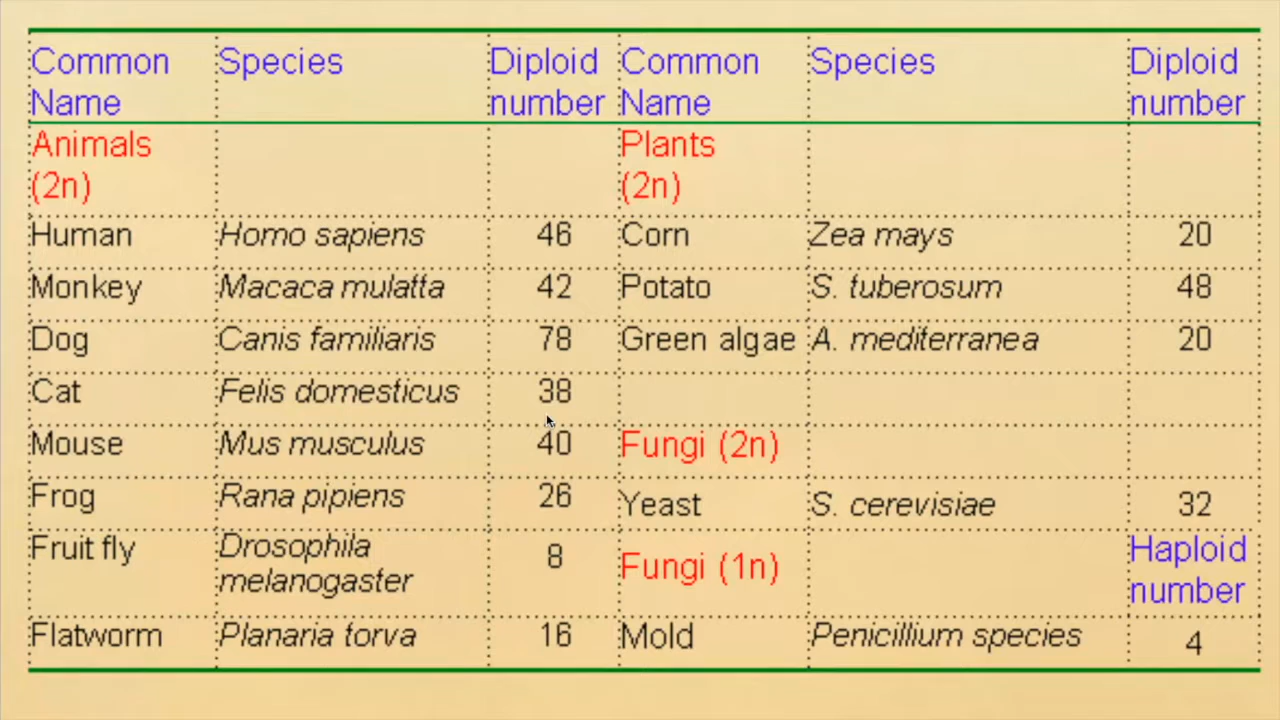 Common Name Species Diploid number Common Name Species Diploid number
Animals (2n) Plants (2n)
Human Homo sapiens 46 Corn Zea mays 20
Monkey Macaca mulatta 42 Potato S. tuberosum 48
Dog Canis familiaris 78 Green algae A. mediterranea 20
Cat Felis domesticus 38
Mouse Mus musculus 40 Fungi (2n)
Frog Rana pipiens 26 Yeast S. cerevisiae 32
Fruit fly Drosophila melanogaster 8 Fungi (1n) Haploid number
Flatworm Planaria torva 16 Mold Penicillium species 4